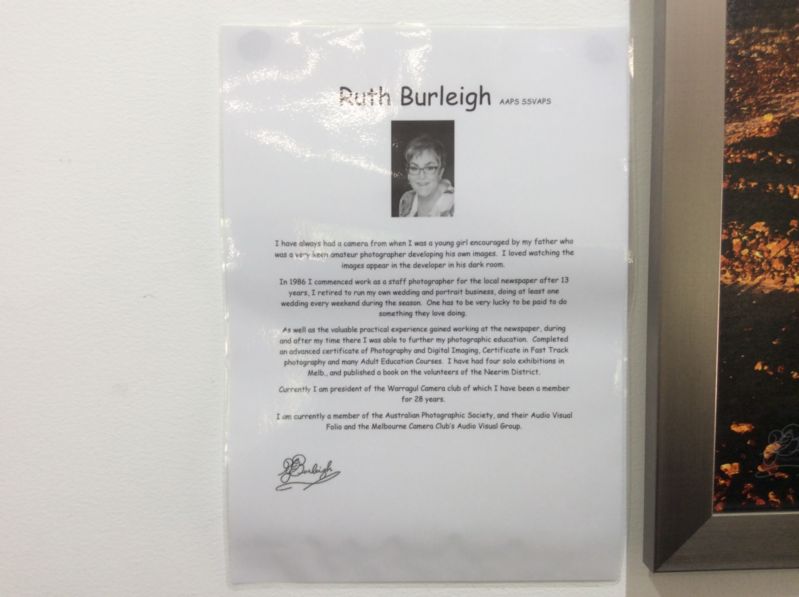 Ruth Burleigh AAPS SSVAPS
I have always had a camera from when I was a young girl encouraged by my father who
was a very keen amateur photographer developing his own images. I loved watching the
images appear in the developer in his dark room.
In 1986 I commenced work as a staff photographer for the local newspaper after 13
years, I retired to run my own wedding and portrait business, doing at least one
wedding every weekend during the season. One has to be very lucky to be paid to do
something they love doing.
As well as the valuable practical experience gained working at the newspaper, during
and after my time there I was able to further my photographic education. Completed
an advanced certificate of Photography and Digital Imaging, Certificate in Fast Track
photography and many Adult Education Courses. I have had four solo exhibitions in
Melb., and published a book on the volunteers of the Neerim District.
Currently I am president of the Warragul Camera club of which I have been a member
for 28 years.
I am currently a member of the Australian Photographic Society, and their Audio Visual
Folio and the Melbourne Camera Club's Audio Visual Group.
Burleigh